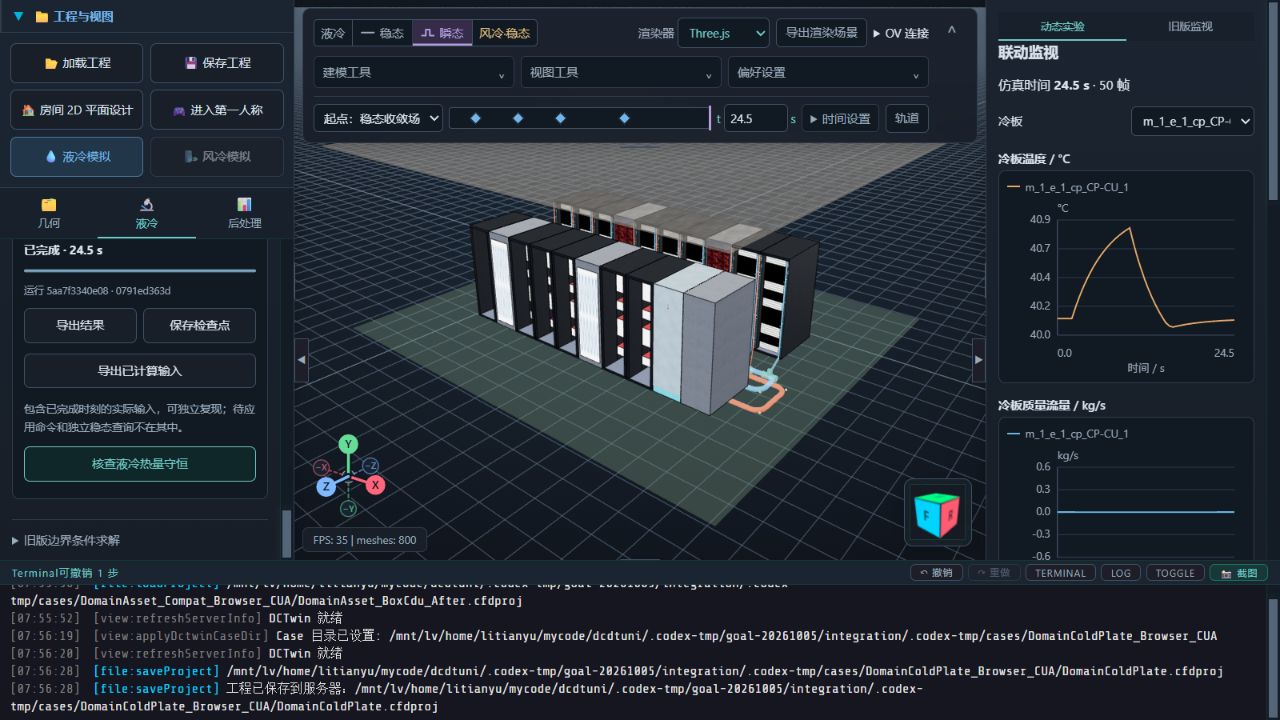 ▼ 📁 工程与视图
📂 加载工程
💾 保存工程
🏠 房间 2D 平面设计
🎮 进入第一人称
💧 液冷模拟
风冷模拟
几何
液冷
后处理
已完成 · 24.5 s
运行 5aa7f3340e08 · 0791ed363d
导出结果
保存检查点
导出已计算输入
包含已完成时刻的实际输入，可独立复现；待应
用命令和独立稳态查询不在其中。
核查液冷热量守恒
▶ 旧版边界条件求解
液冷
稳态
瞬态
风冷·稳态
渲染器
Three.js
导出渲染场景
▶ OV 连接
建模工具
视图工具
偏好设置
起点：稳态收敛场
t
24.5
s
▶ 时间设置
轨道
Y
-X
-Z
Z
X
-Y
F
R
FPS: 35 | meshes: 800
动态实验
旧版监视
联动监视
仿真时间 24.5 s · 50 帧
冷板
m_1_e_1_cp_CP-
冷板温度 / ℃
m_1_e_1_cp_CP-CU_1
℃
40.9
40.7
40.4
40.2
40.0
0.0
24.5
时间 / s
冷板质量流量 / kg/s
m_1_e_1_cp_CP-CU_1
kg/s
0.6
0.3
0.0
-0.3
-0.6
Terminal可撤销 1 步
↶ 撤销
↷ 重做
TERMINAL
LOG
TOGGLE
📷 截图
tmp/cases/DomainAsset_Compat_Browser_CUA/DomainAsset_BoxCdu_After.cfdproj
[07:55:52] [view:refreshServerInfo] DCTwin 就绪
[07:56:19] [view:applyDctwinCaseDir] Case 目录已设置: /mnt/lv/home/litianyu/mycode/dcdtuni/.codex-tmp/goal-20261005/integration/.codex-tmp/cases/DomainColdPlate_Browser_CUA
[07:56:20] [view:refreshServerInfo] DCTwin 就绪
[07:56:28] [file:saveProject] /mnt/lv/home/litianyu/mycode/dcdtuni/.codex-tmp/goal-20261005/integration/.codex-tmp/cases/DomainColdPlate_Browser_CUA/DomainColdPlate.cfdproj
[07:56:28] [file:saveProject] 工程已保存到服务器: /mnt/lv/home/litianyu/mycode/dcdtuni/.codex-tmp/goal-20261005/integration/.codex-
tmp/cases/DomainColdPlate_Browser_CUA/DomainColdPlate.cfdproj